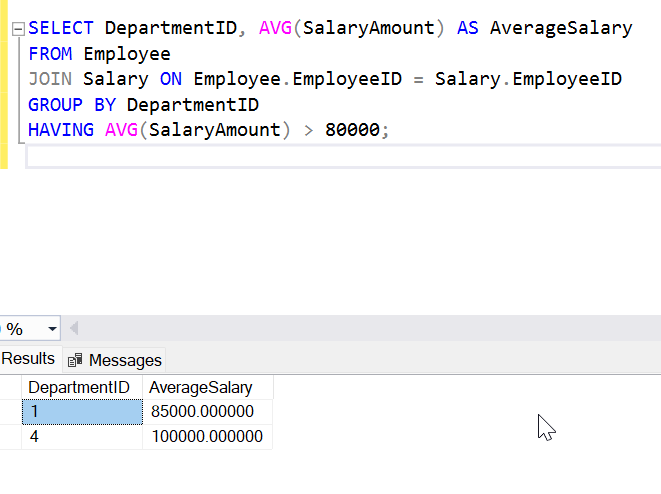 SELECT DepartmentID, AVG(SalaryAmount) AS AverageSalary
FROM Employee
JOIN Salary ON Employee.EmployeeID = Salary.EmployeeID
GROUP BY DepartmentID
HAVING AVG(SalaryAmount) > 80000;
%
Results Messages
DepartmentID AverageSalary
1 85000.000000
4 100000.000000